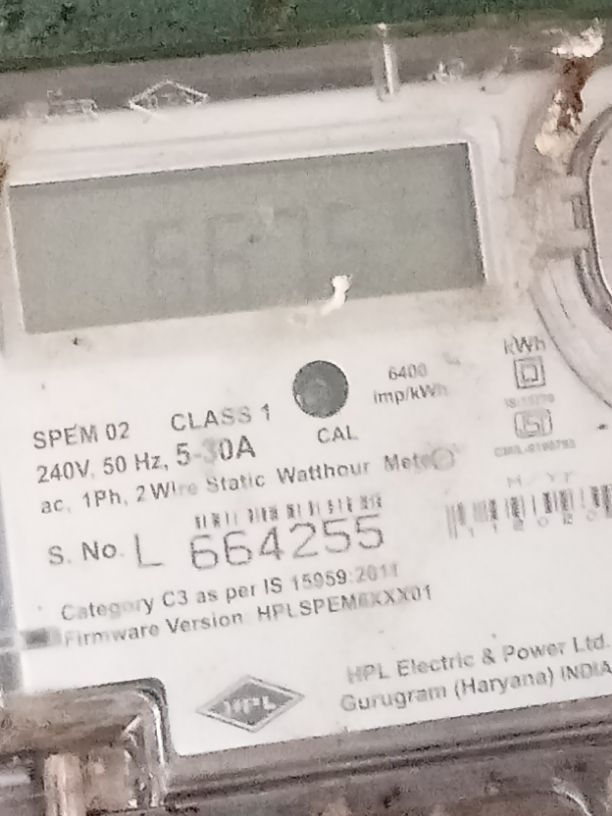 6400
imp/kWh
kWh
SPEM 02 CLASS 1
CAL
240V, 50 Hz, 5-30A
ac, 1Ph, 2Wire Static Watthour Meter
S. No. L 664255
Category C3 as per IS 15959:2011
Firmware Version HPLSPEM
HPL Electric & Power Ltd.
Gurugram (Haryana) INDIA
HPL